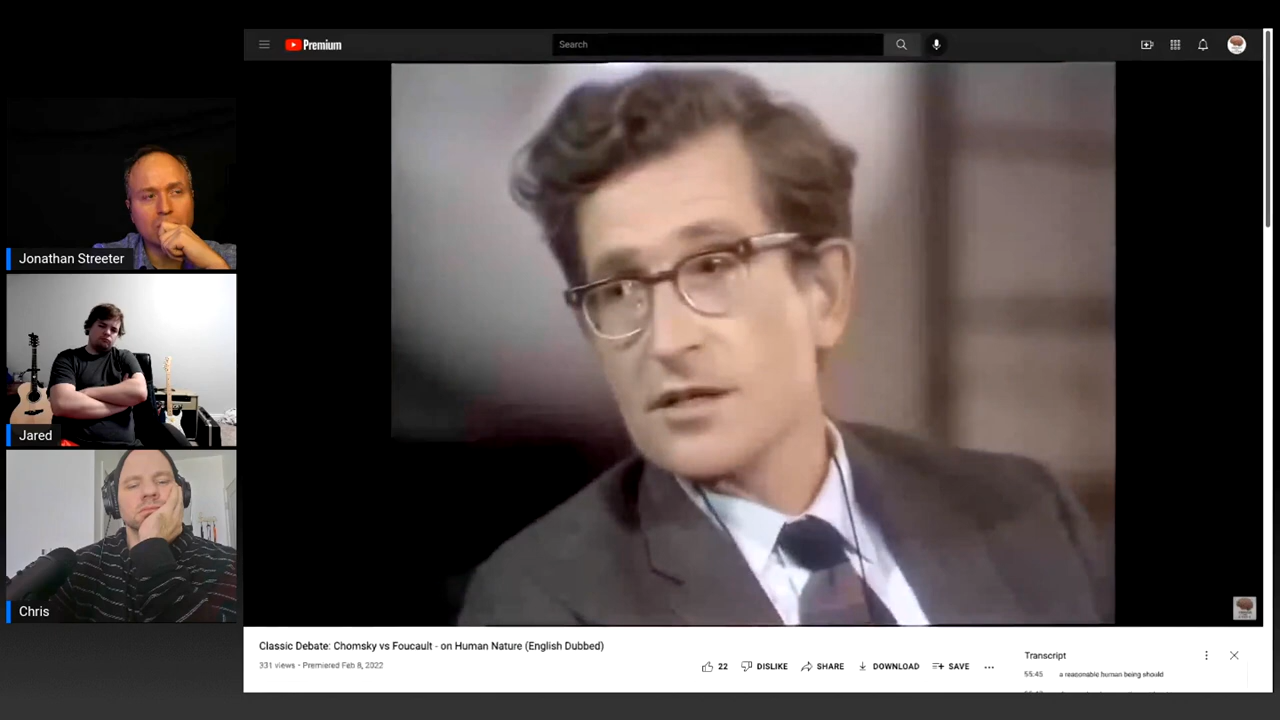 Premium
Search
Jonathan Streeter
Jared
Chris
Classic Debate: Chomsky vs Foucault - on Human Nature (English Dubbed)
331 views · Premiered Feb 8, 2022
22
DISLIKE
SHARE
DOWNLOAD
SAVE
Transcript
55:45
a reasonable human being should